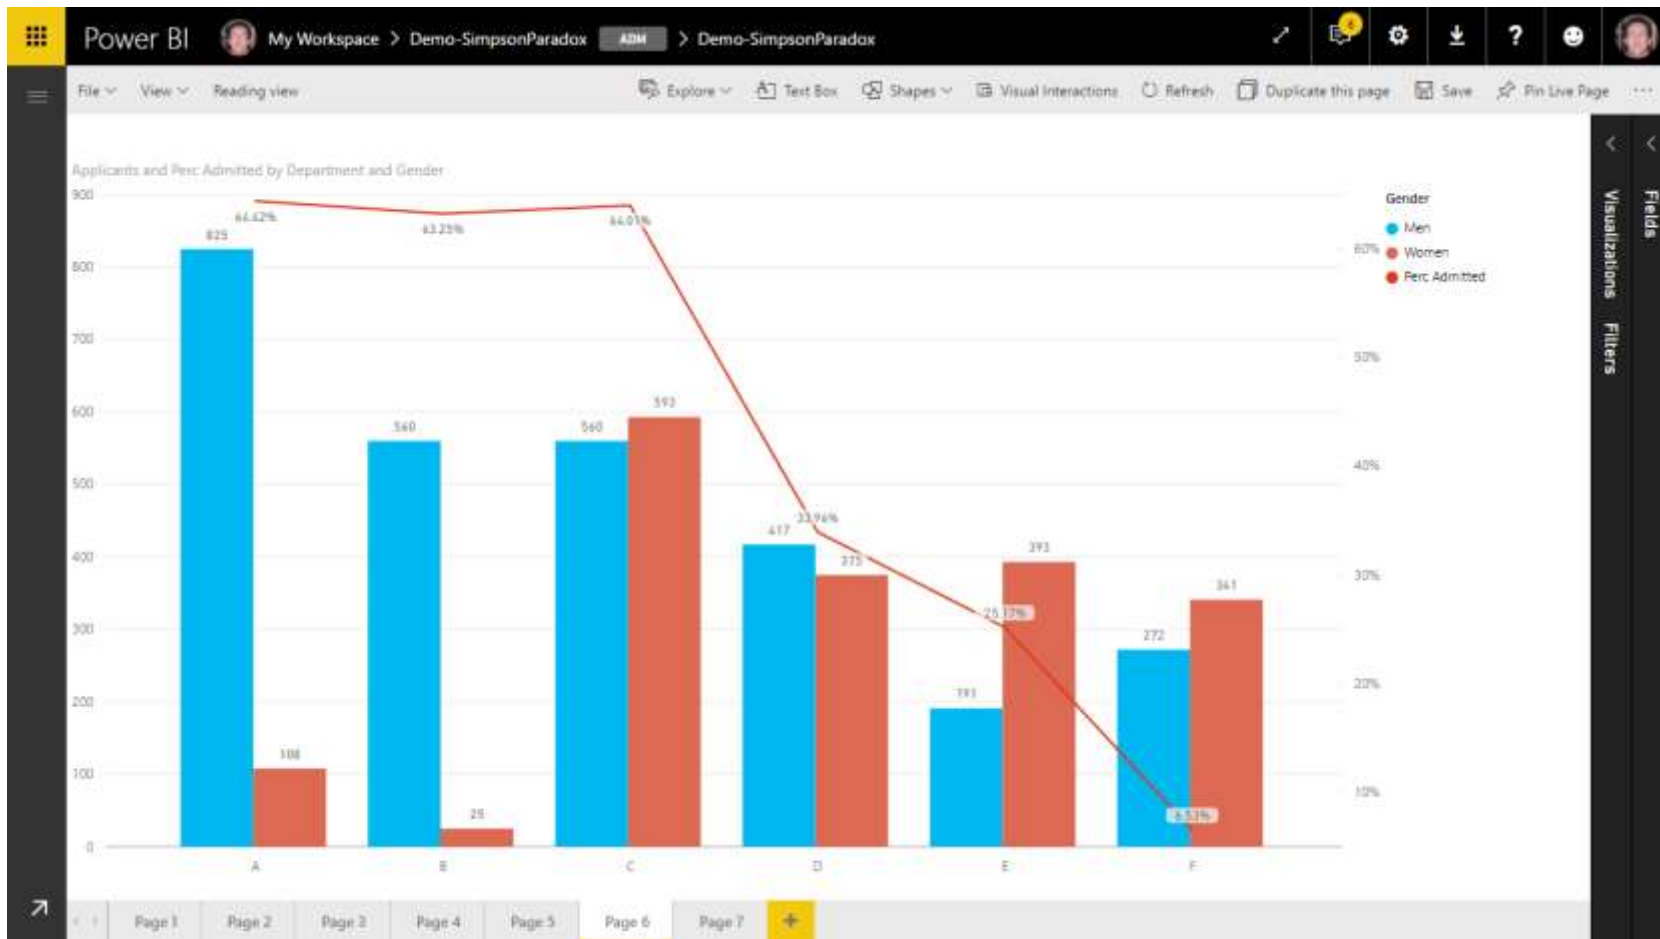 Power BI My Workspace > Demo-SimpsonParadox ADM > Demo-SimpsonParadox 6 ?
File View Reading view Explore Text Box Shapes Visual Interactions Refresh Duplicate this page Save Pin Live Page ...
Applicants and Perc Admitted by Department and Gender
900
800
700
600
500
400
300
200
100
0
825
108
560
25
560
593
417
375
191
393
272
341
64.42%
63.25%
64.01%
33.96%
25.17%
6.53%
60%
50%
40%
30%
20%
10%
A B C D E F
Gender
Men
Women
Perc Admitted
Visualizations
Filters
Fields
Page 1 Page 2 Page 3 Page 4 Page 5 Page 6 Page 7 +